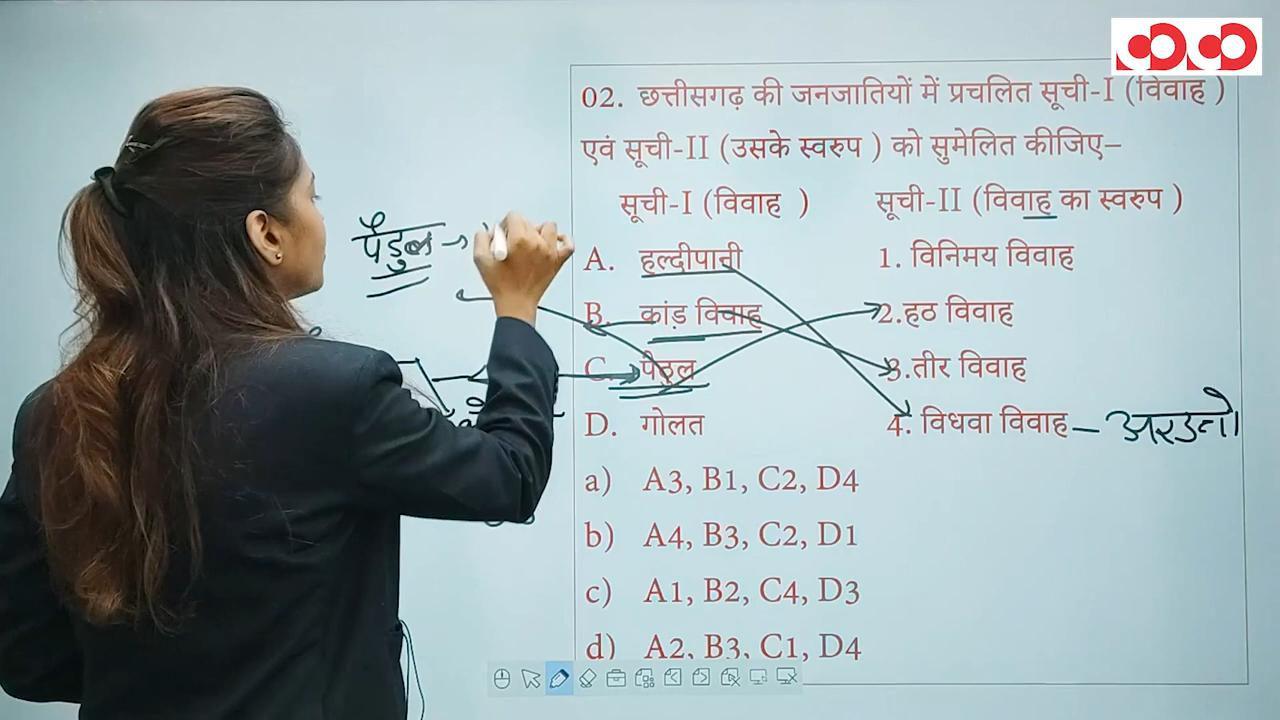 02. छत्तीसगढ़ की जनजातियों में प्रचलित सूची-I (विवाह )
एवं सूची-II (उसके स्वरुप ) को सुमेलित कीजिए–
सूची-I (विवाह ) सूची-II (विवाह का स्वरुप )
A. हल्दीपानी 1. विनिमय विवाह
B. कांड़ विवाह 2.हठ विवाह
C. पैठुल 3.तीर विवाह
D. गोलत 4. विधवा विवाह
a) A3, B1, C2, D4
b) A4, B3, C2, D1
c) A1, B2, C4, D3
d) A2, B3, C1, D4
पैडुल →